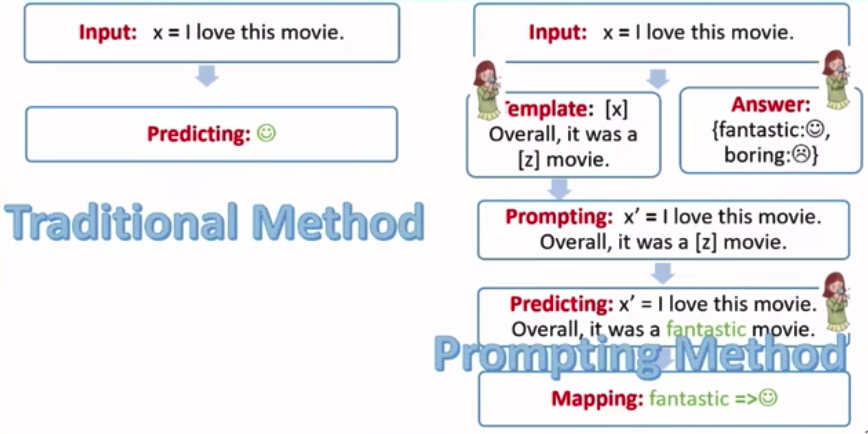 Input: x = I love this movie.
Predicting: ☺
Traditional Method
Input: x = I love this movie.
Template: [x]
Overall, it was a
[z] movie.
Answer:
{fantastic:☺,
boring:☹}
Prompting: x′ = I love this movie.
Overall, it was a [z] movie.
Predicting: x′ = I love this movie.
Overall, it was a fantastic movie.
Prompting Method
Mapping: fantastic =>☺